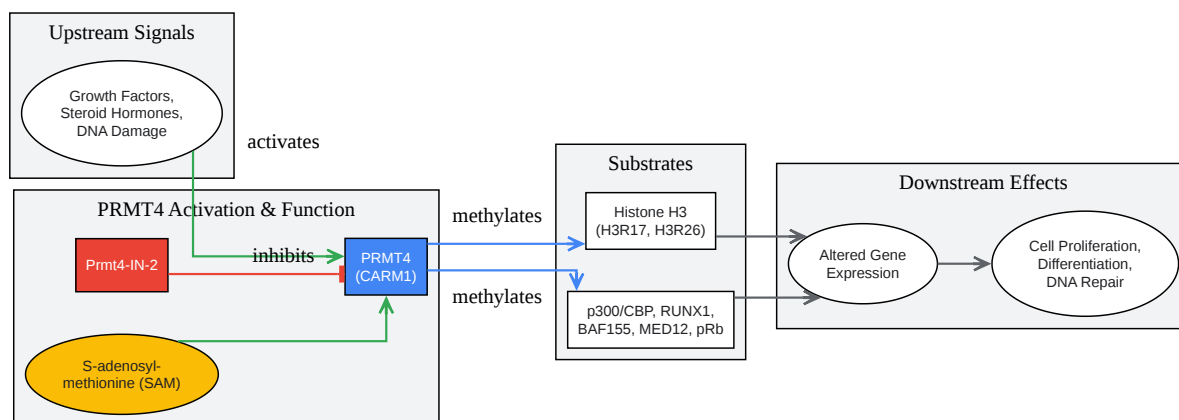 Upstream Signals
Growth Factors,
Steroid Hormones,
DNA Damage
activates
PRMT4 Activation & Function
Prmt4-IN-2
inhibits
PRMT4
(CARM1)
S-adenosyl-
methionine (SAM)
methylates
methylates
Substrates
Histone H3
(H3R17, H3R26)
p300/CBP, RUNX1,
BAF155, MED12, pRb
Downstream Effects
Altered Gene
Expression
Cell Proliferation,
Differentiation,
DNA Repair